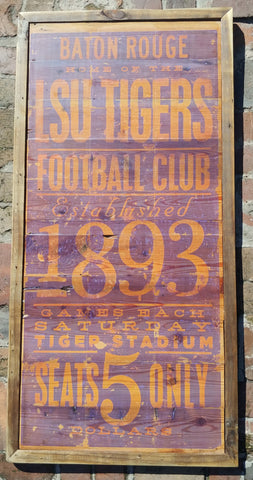 BATON ROUGE
HOME OF THE
LSU TIGERS
FOOTBALL CLUB
Established
1893
GAMES EACH
SATURDAY
TIGER STADIUM
SEATS 5 ONLY
DOLLARS